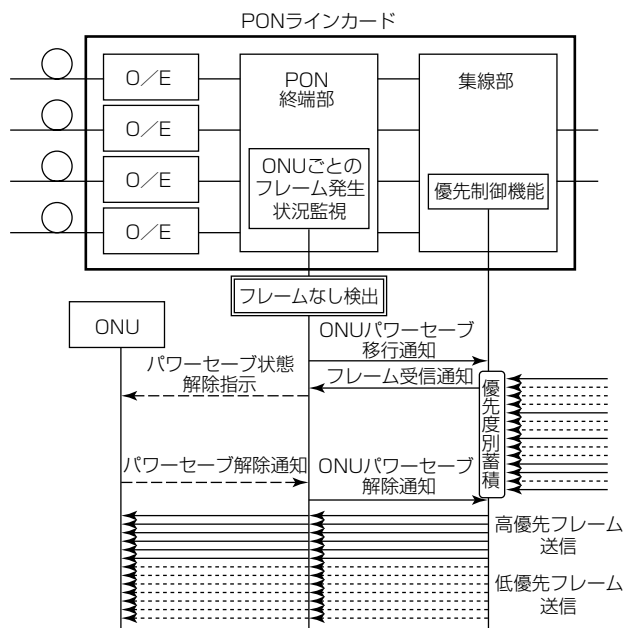 PONラインカード
O／E
O／E
O／E
O／E
PON
終端部
ONUごとの
フレーム発生
状況監視
集線部
優先制御機能
フレームなし検出
ONU
ONUパワーセーブ
移行通知
パワーセーブ状態
解除指示
フレーム受信通知
優先度別蓄積
パワーセーブ解除通知
ONUパワーセーブ
解除通知
高優先フレーム
送信
低優先フレーム
送信